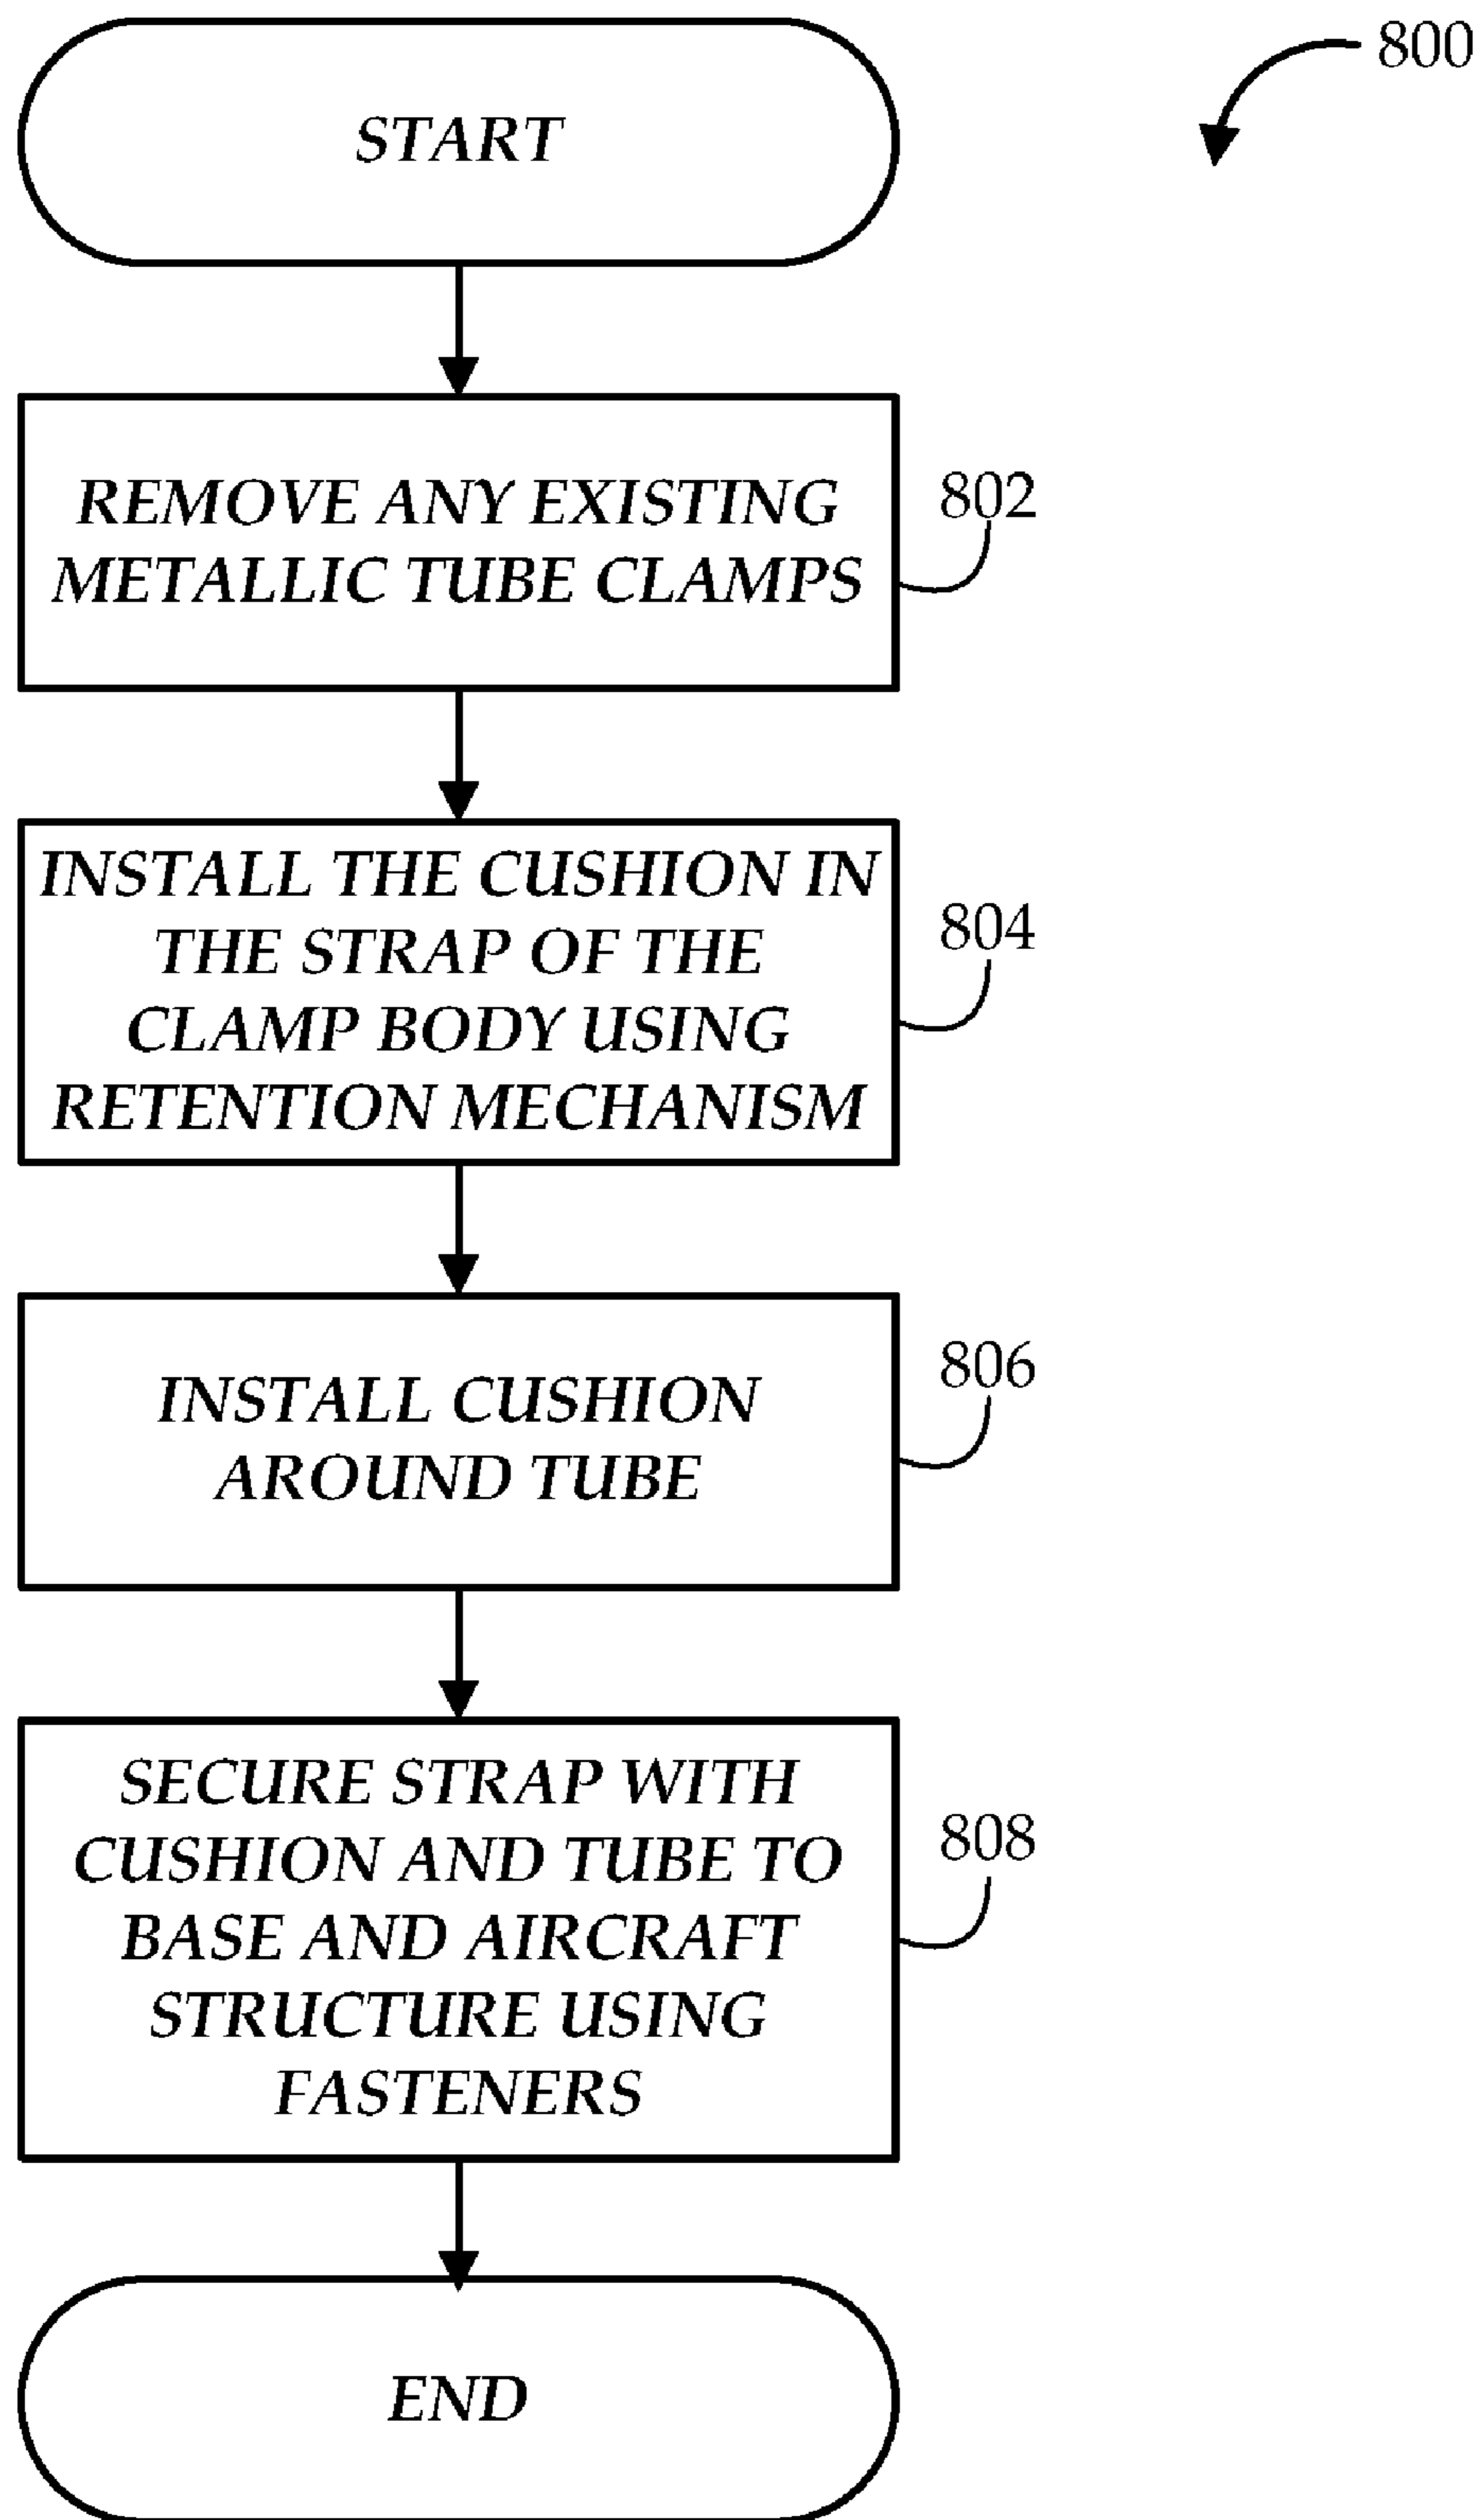 START
800
REMOVE ANY EXISTING
METALLIC TUBE CLAMPS
802
INSTALL THE CUSHION IN
THE STRAP OF THE
CLAMP BODY USING
RETENTION MECHANISM
804
INSTALL CUSHION
AROUND TUBE
806
SECURE STRAP WITH
CUSHION AND TUBE TO
BASE AND AIRCRAFT
STRUCTURE USING
FASTENERS
808
END